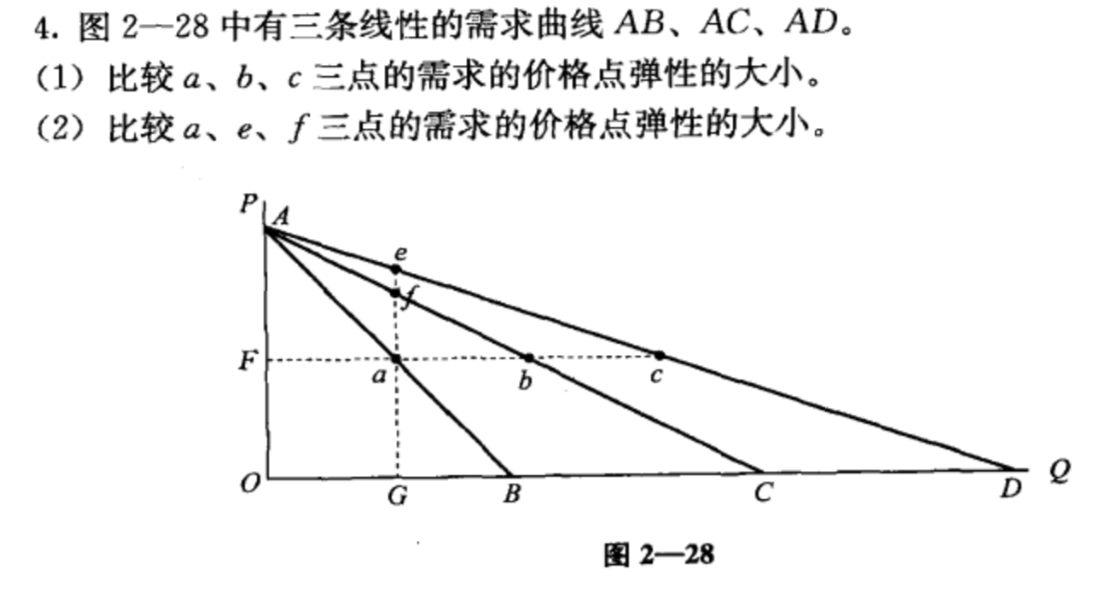 4. 图 2—28 中有三条线性的需求曲线 AB、AC、AD。
(1) 比较 a、b、c 三点的需求的价格点弹性的大小。
(2) 比较 a、e、f 三点的需求的价格点弹性的大小。
P
A
e
f
F
a
b
c
O
G
B
C
D
Q
图 2—28